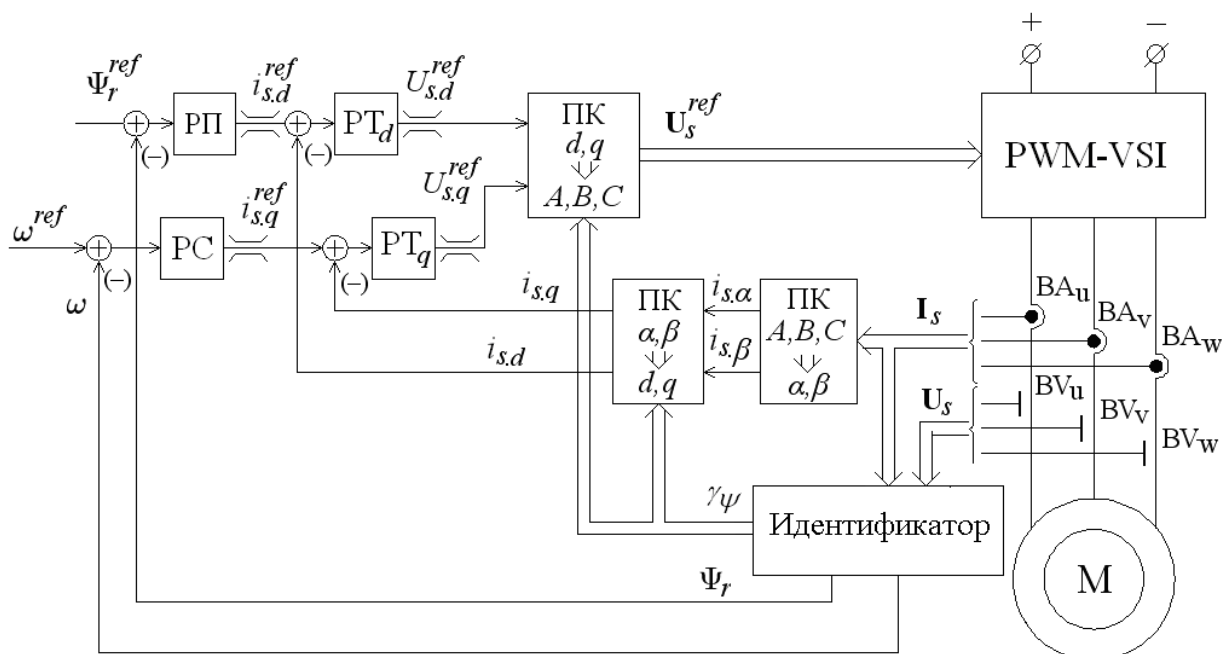 +
−
Ψ_r^ref
РП
(−)
i_s.d^ref
(−)
РТ_d
U_s.d^ref
ПК
d,q
A,B,C
U_s^ref
PWM-VSI
ω^ref
(−)
ω
РС
i_s.q^ref
(−)
РТ_q
U_s.q^ref
i_s.q
i_s.d
ПК
α,β
d,q
i_s.α
i_s.β
ПК
A,B,C
α,β
I_s
U_s
BA_u
BA_v
BA_w
BV_u
BV_v
BV_w
γ_ψ
Идентификатор
Ψ_r
М